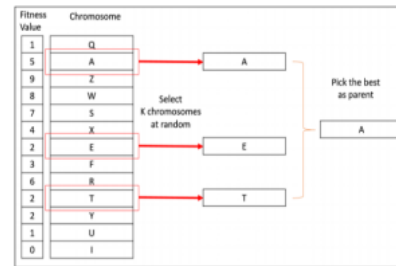 Fitness
Value
Chromosome
1 Q
5 A
9 Z
8 W
7 S
4 X
2 E
3 F
6 R
2 T
2 Y
1 U
0 I
Select
K chromosomes
at random
A
E
T
Pick the best
as parent
A